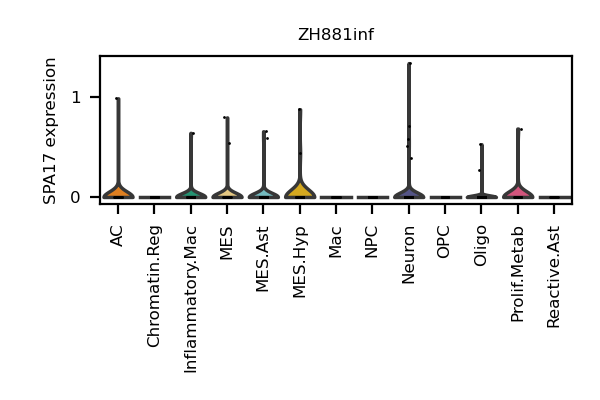 ZH881inf
SPA17 expression
1
0
AC
Chromatin.Reg
Inflammatory.Mac
MES
MES.Ast
MES.Hyp
Mac
NPC
Neuron
OPC
Oligo
Prolif.Metab
Reactive.Ast